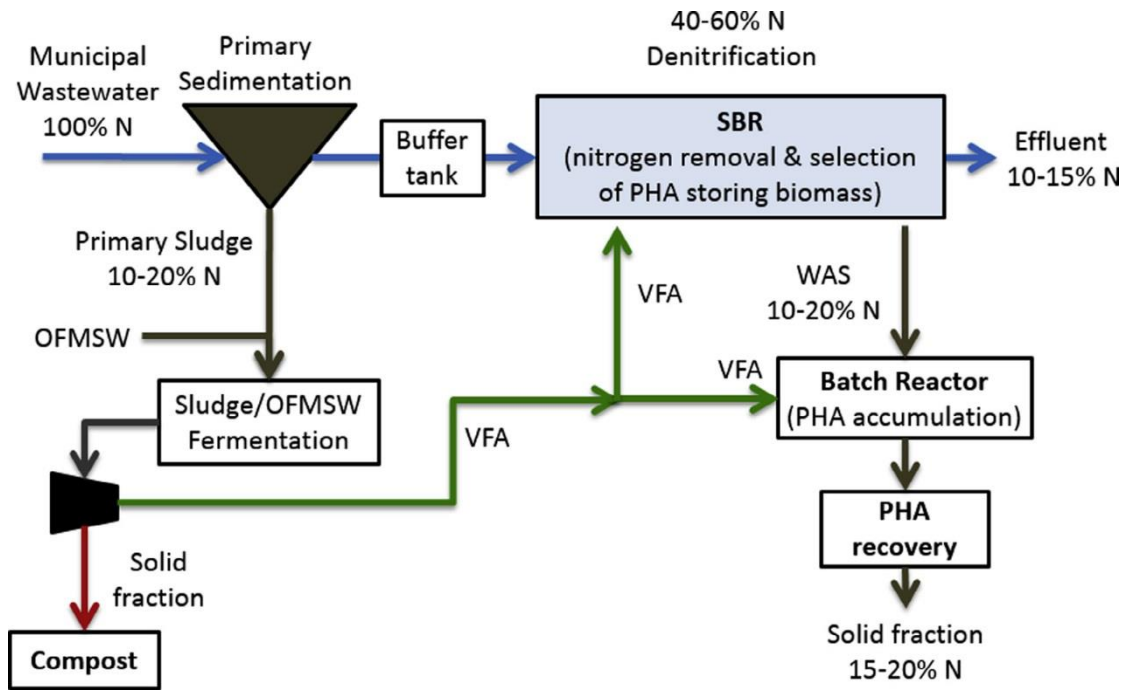 40-60% N
Denitrification
Municipal
Wastewater
100% N
Primary
Sedimentation
Buffer
tank
SBR
(nitrogen removal & selection
of PHA storing biomass)
Effluent
10-15% N
Primary Sludge
10-20% N
OFMSW
VFA
WAS
10-20% N
Sludge/OFMSW
Fermentation
VFA
VFA
Batch Reactor
(PHA accumulation)
Solid
fraction
PHA
recovery
Compost
Solid fraction
15-20% N